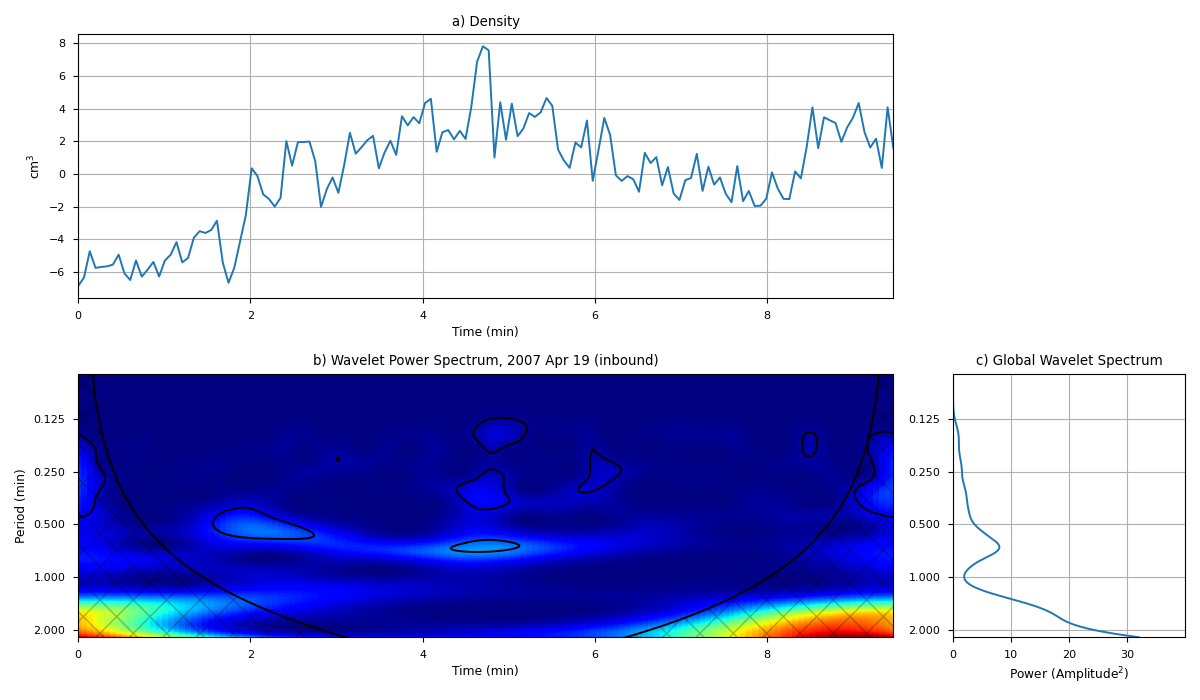 a) Density
8
6
4
2
0
−2
−4
−6
cm³
0 2 4 6 8
Time (min)
b) Wavelet Power Spectrum, 2007 Apr 19 (inbound)
0.125
0.250
0.500
1.000
2.000
Period (min)
0 2 4 6 8
Time (min)
c) Global Wavelet Spectrum
0.125
0.250
0.500
1.000
2.000
0 10 20 30
Power (Amplitude²)